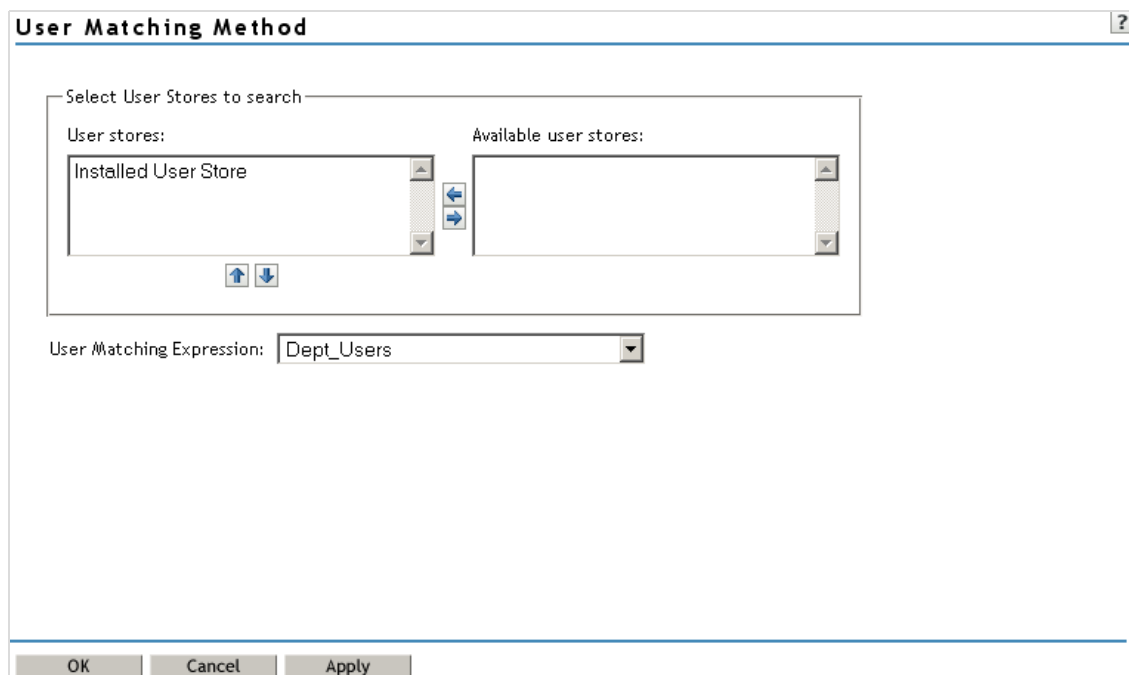 User Matching Method
?
Select User Stores to search
User stores:
Available user stores:
Installed User Store
User Matching Expression:
Dept_Users
OK
Cancel
Apply